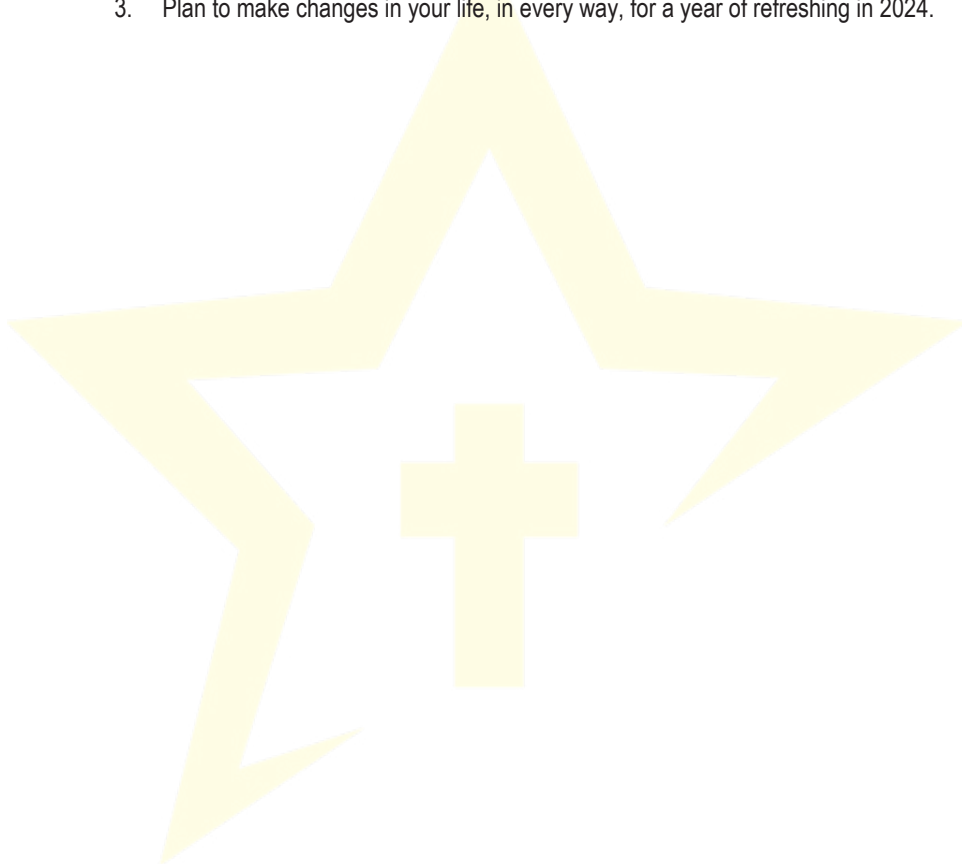 3. Plan to make changes in your life, in every way, for a year of refreshing in 2024.